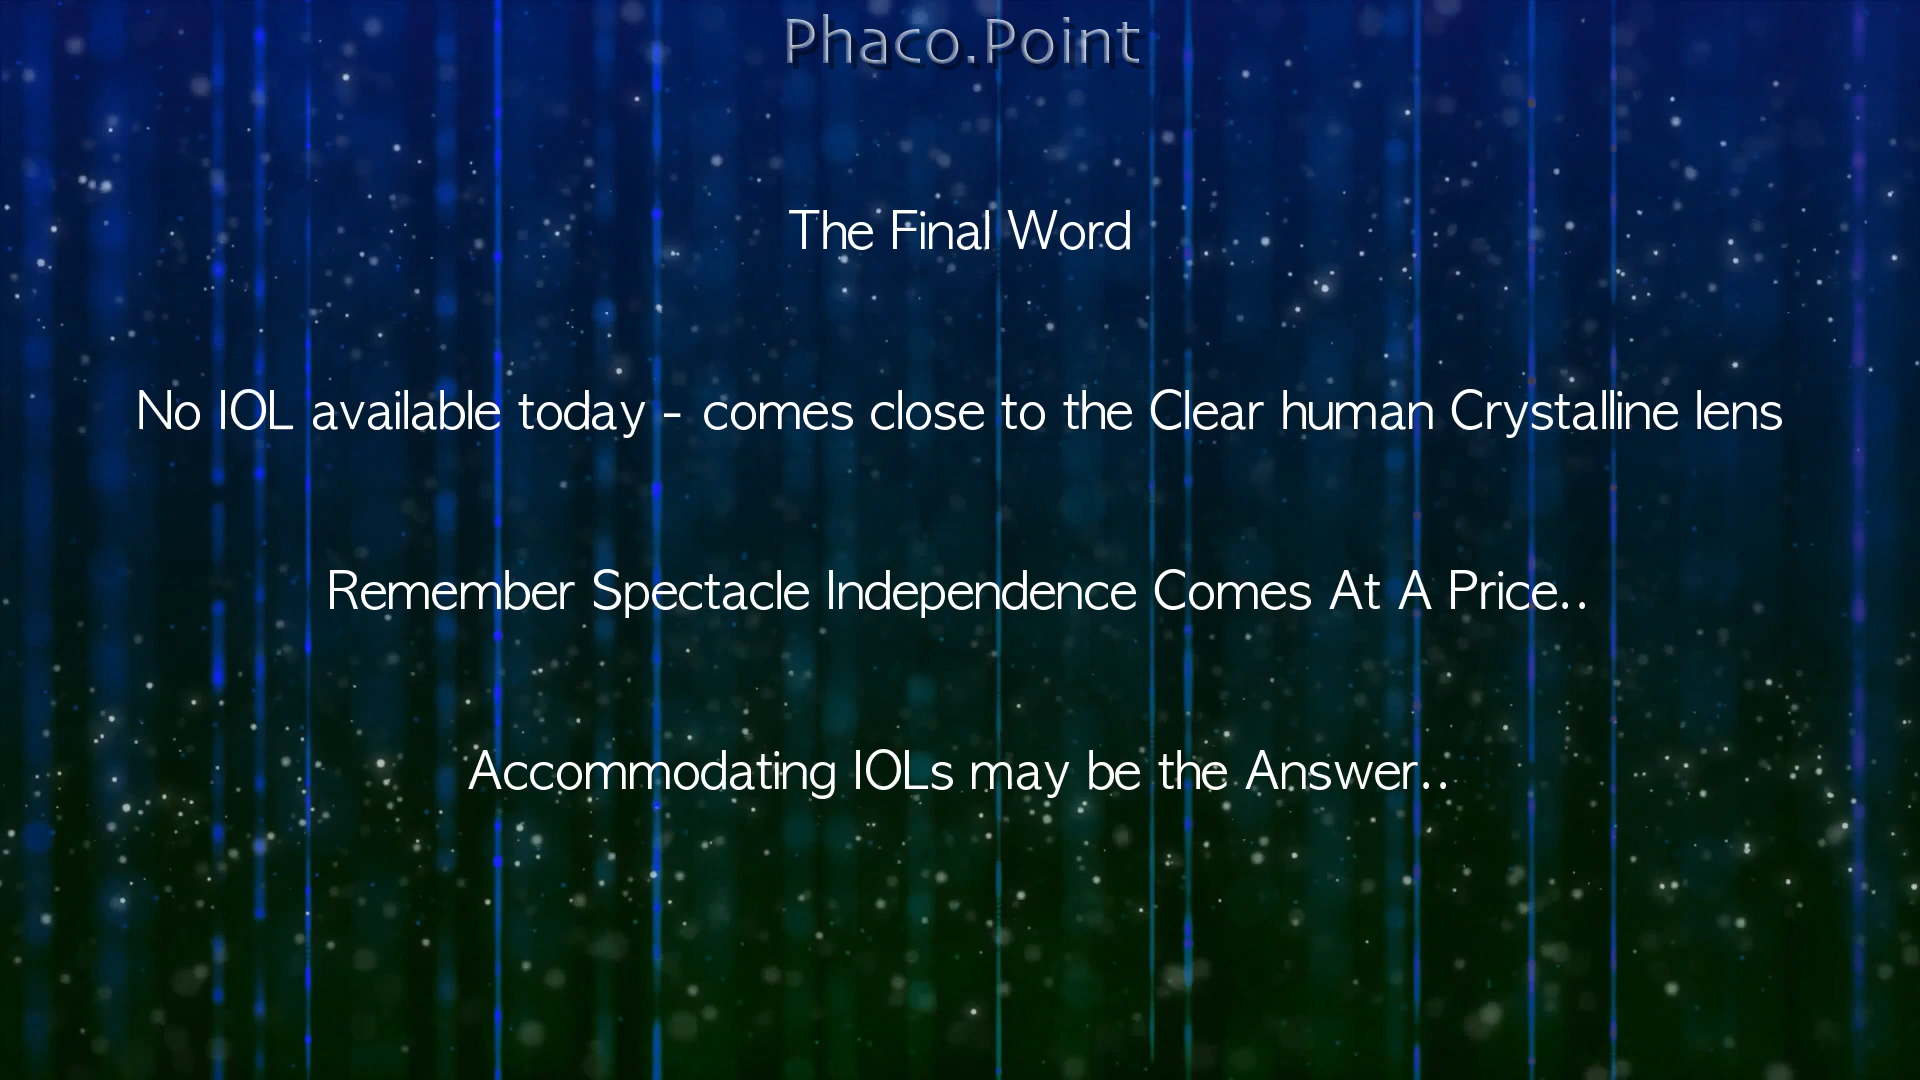 Phaco.Point
The Final Word
No IOL available today - comes close to the Clear human Crystalline lens
Remember Spectacle Independence Comes At A Price..
Accommodating IOLs may be the Answer..